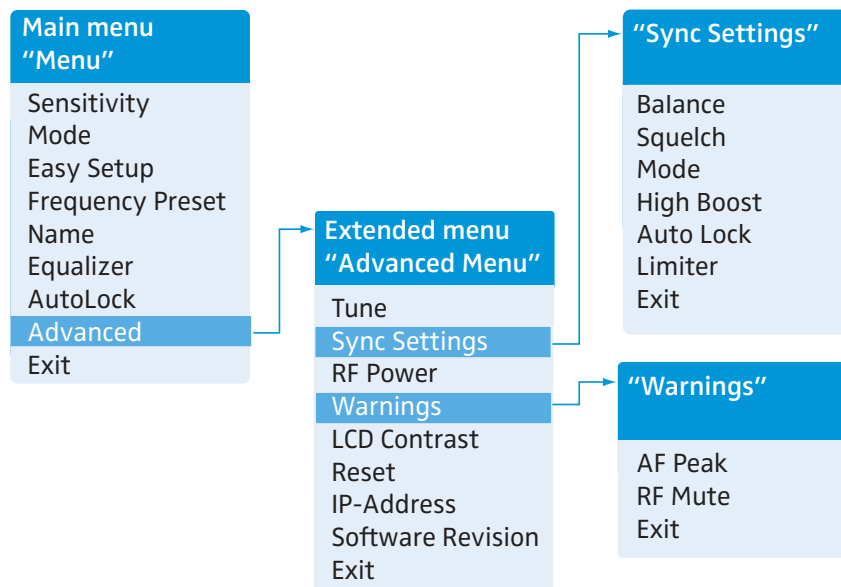 Main menu
“Menu”
Sensitivity
Mode
Easy Setup
Frequency Preset
Name
Equalizer
AutoLock
Advanced
Exit
Extended menu
“Advanced Menu”
Tune
Sync Settings
RF Power
Warnings
LCD Contrast
Reset
IP-Address
Software Revision
Exit
“Sync Settings”
Balance
Squelch
Mode
High Boost
Auto Lock
Limiter
Exit
“Warnings”
AF Peak
RF Mute
Exit